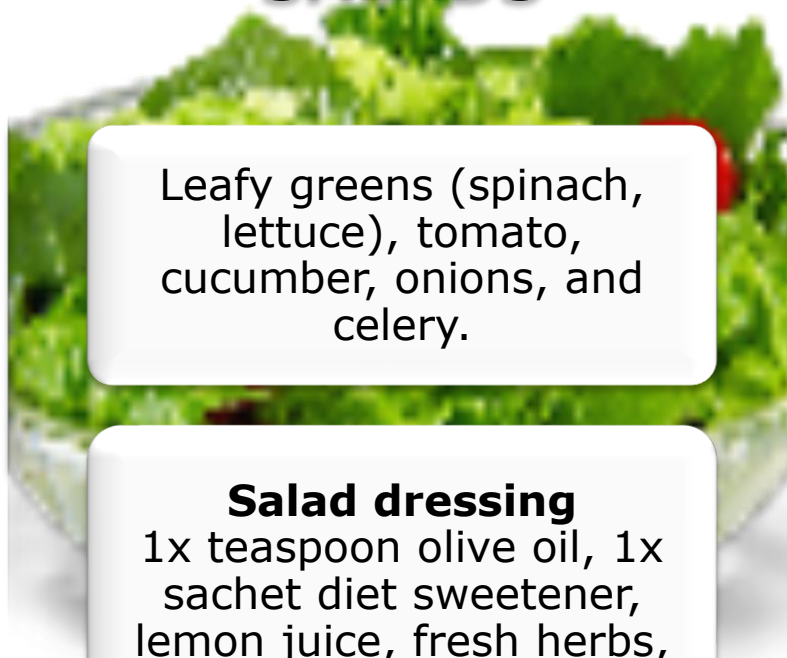 Leafy greens (spinach,
lettuce), tomato,
cucumber, onions, and
celery.
Salad dressing
1x teaspoon olive oil, 1x
sachet diet sweetener,
lemon juice, fresh herbs,